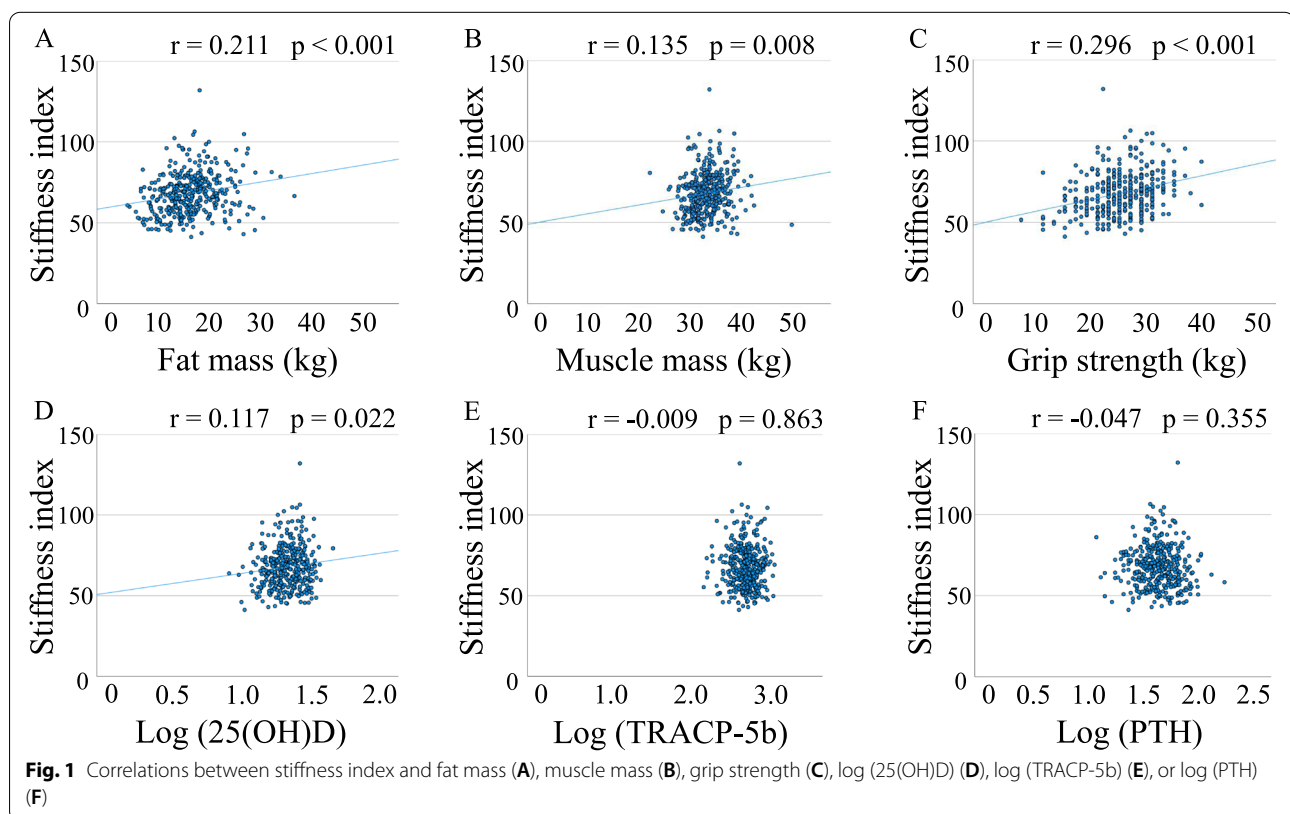 A
r = 0.211 p < 0.001
150
100
50
0
Stiffness index
0 10 20 30 40 50
Fat mass (kg)
B
r = 0.135 p = 0.008
150
100
50
0
Stiffness index
0 10 20 30 40 50
Muscle mass (kg)
C
r = 0.296 p < 0.001
150
100
50
0
Stiffness index
0 10 20 30 40 50
Grip strength (kg)
D
r = 0.117 p = 0.022
150
100
50
0
Stiffness index
0 0.5 1.0 1.5 2.0
Log (25(OH)D)
E
r = -0.009 p = 0.863
150
100
50
0
Stiffness index
0 1.0 2.0 3.0
Log (TRACP-5b)
F
r = -0.047 p = 0.355
150
100
50
0
Stiffness index
0 0.5 1.0 1.5 2.0 2.5
Log (PTH)
Fig. 1 Correlations between stiffness index and fat mass (A), muscle mass (B), grip strength (C), log (25(OH)D) (D), log (TRACP-5b) (E), or log (PTH)
(F)